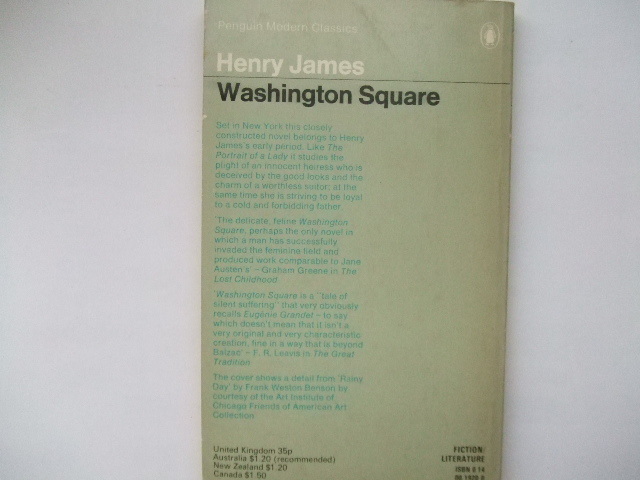 Penguin Modern Classics
Henry James
Washington Square
Set in New York this closely
constructed novel belongs to Henry
James's early period. Like The
Portrait of a Lady it studies the
plight of an innocent heiress who is
deceived by the good looks and the
charm of a worthless suitor; at the
same time she is striving to be loyal
to a cold and forbidding father.
'The delicate, feline Washington
Square, perhaps the only novel in
which a man has successfully
invaded the feminine field and
produced work comparable to Jane
Austen's' – Graham Greene in The
Lost Childhood
'Washington Square is a "tale of
silent suffering" that very obviously
recalls Eugénie Grandet – to say
which doesn't mean that it isn't a
very original and very characteristic
creation, fine in a way that is beyond
Balzac' – F. R. Leavis in The Great
Tradition
The cover shows a detail from 'Rainy
Day' by Frank Weston Benson by
courtesy of the Art Institute of
Chicago Friends of American Art
Collection
United Kingdom 35p
Australia $1.20 (recommended)
New Zealand $1.20
Canada $1.50
FICTION:
LITERATURE
ISBN 0 14